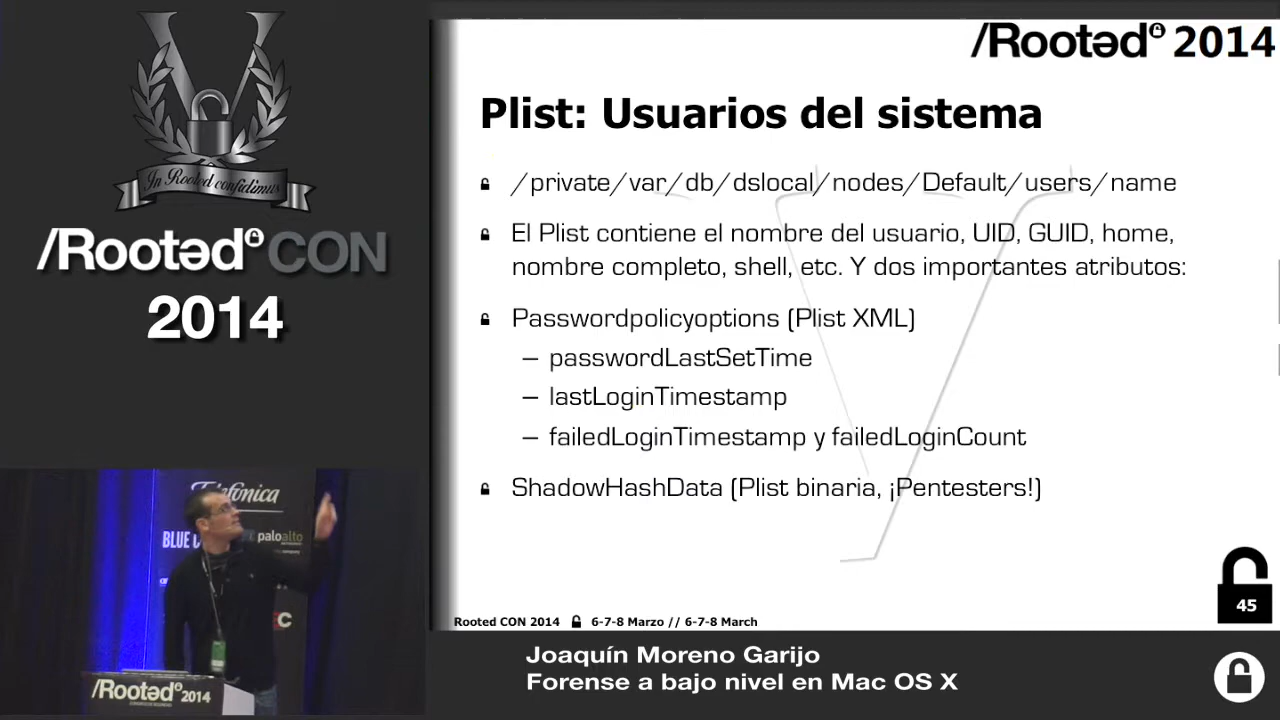 In Rooted confidimus
/Rootəd CON
2014
/Rootəd 2014
Plist: Usuarios del sistema
/private/var/db/dslocal/nodes/Default/users/name
El Plist contiene el nombre del usuario, UID, GUID, home,
nombre completo, shell, etc. Y dos importantes atributos:
Passwordpolicyoptions (Plist XML)
– passwordLastSetTime
– lastLoginTimestamp
– failedLoginTimestamp y failedLoginCount
ShadowHashData (Plist binaria, ¡Pentesters!)
45
Rooted CON 2014 6-7-8 Marzo // 6-7-8 March
Telefonica
BLUE
paloalto
/Rootəd 2014
Joaquín Moreno Garijo
Forense a bajo nivel en Mac OS X